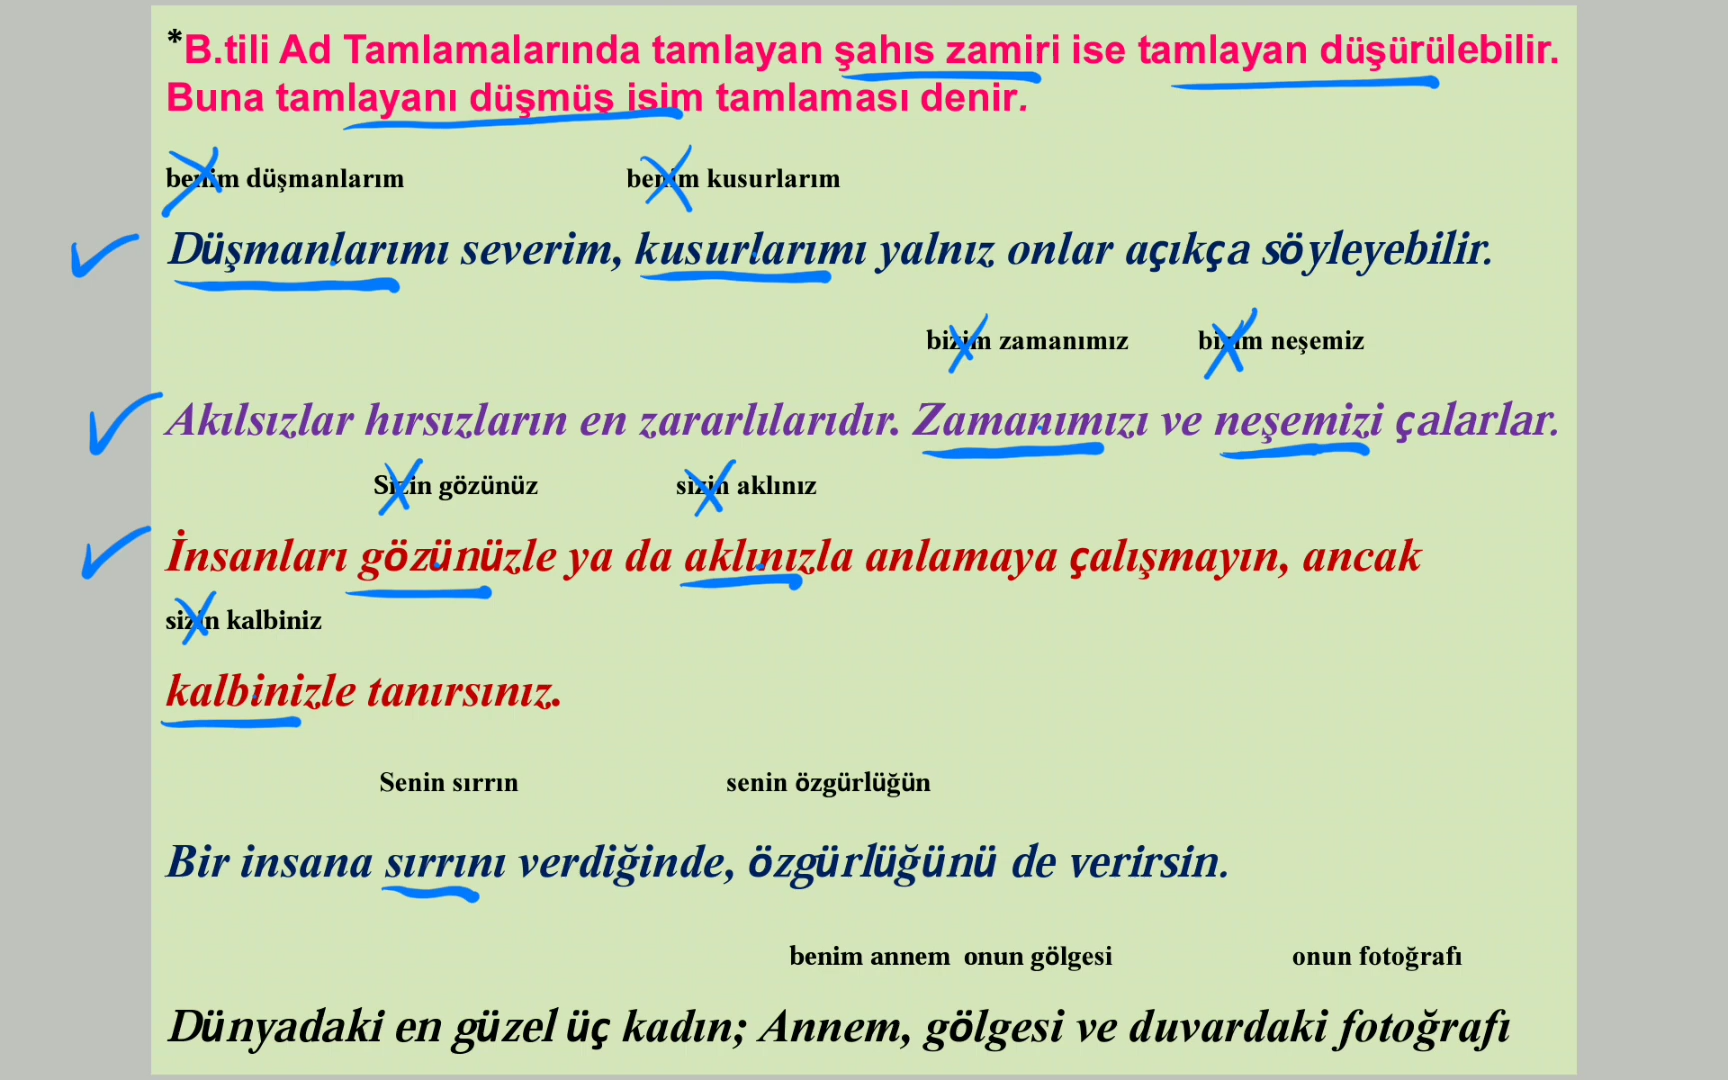 *B.tili Ad Tamlamalarında tamlayan şahıs zamiri ise tamlayan düşürülebilir.
Buna tamlayanı düşmüş isim tamlaması denir.
benim düşmanlarım benim kusurlarım
Düşmanlarımı severim, kusurlarımı yalnız onlar açıkça söyleyebilir.
bizim zamanımız bizim neşemiz
Akılsızlar hırsızların en zararlılarıdır. Zamanımızı ve neşemizi çalarlar.
Sizin gözünüz sizin aklınız
İnsanları gözünüzle ya da aklınızla anlamaya çalışmayın, ancak
sizin kalbiniz
kalbinizle tanırsınız.
Senin sırrın senin özgürlüğün
Bir insana sırrını verdiğinde, özgürlüğünü de verirsin.
benim annem onun gölgesi onun fotoğrafı
Dünyadaki en güzel üç kadın; Annem, gölgesi ve duvardaki fotoğrafı